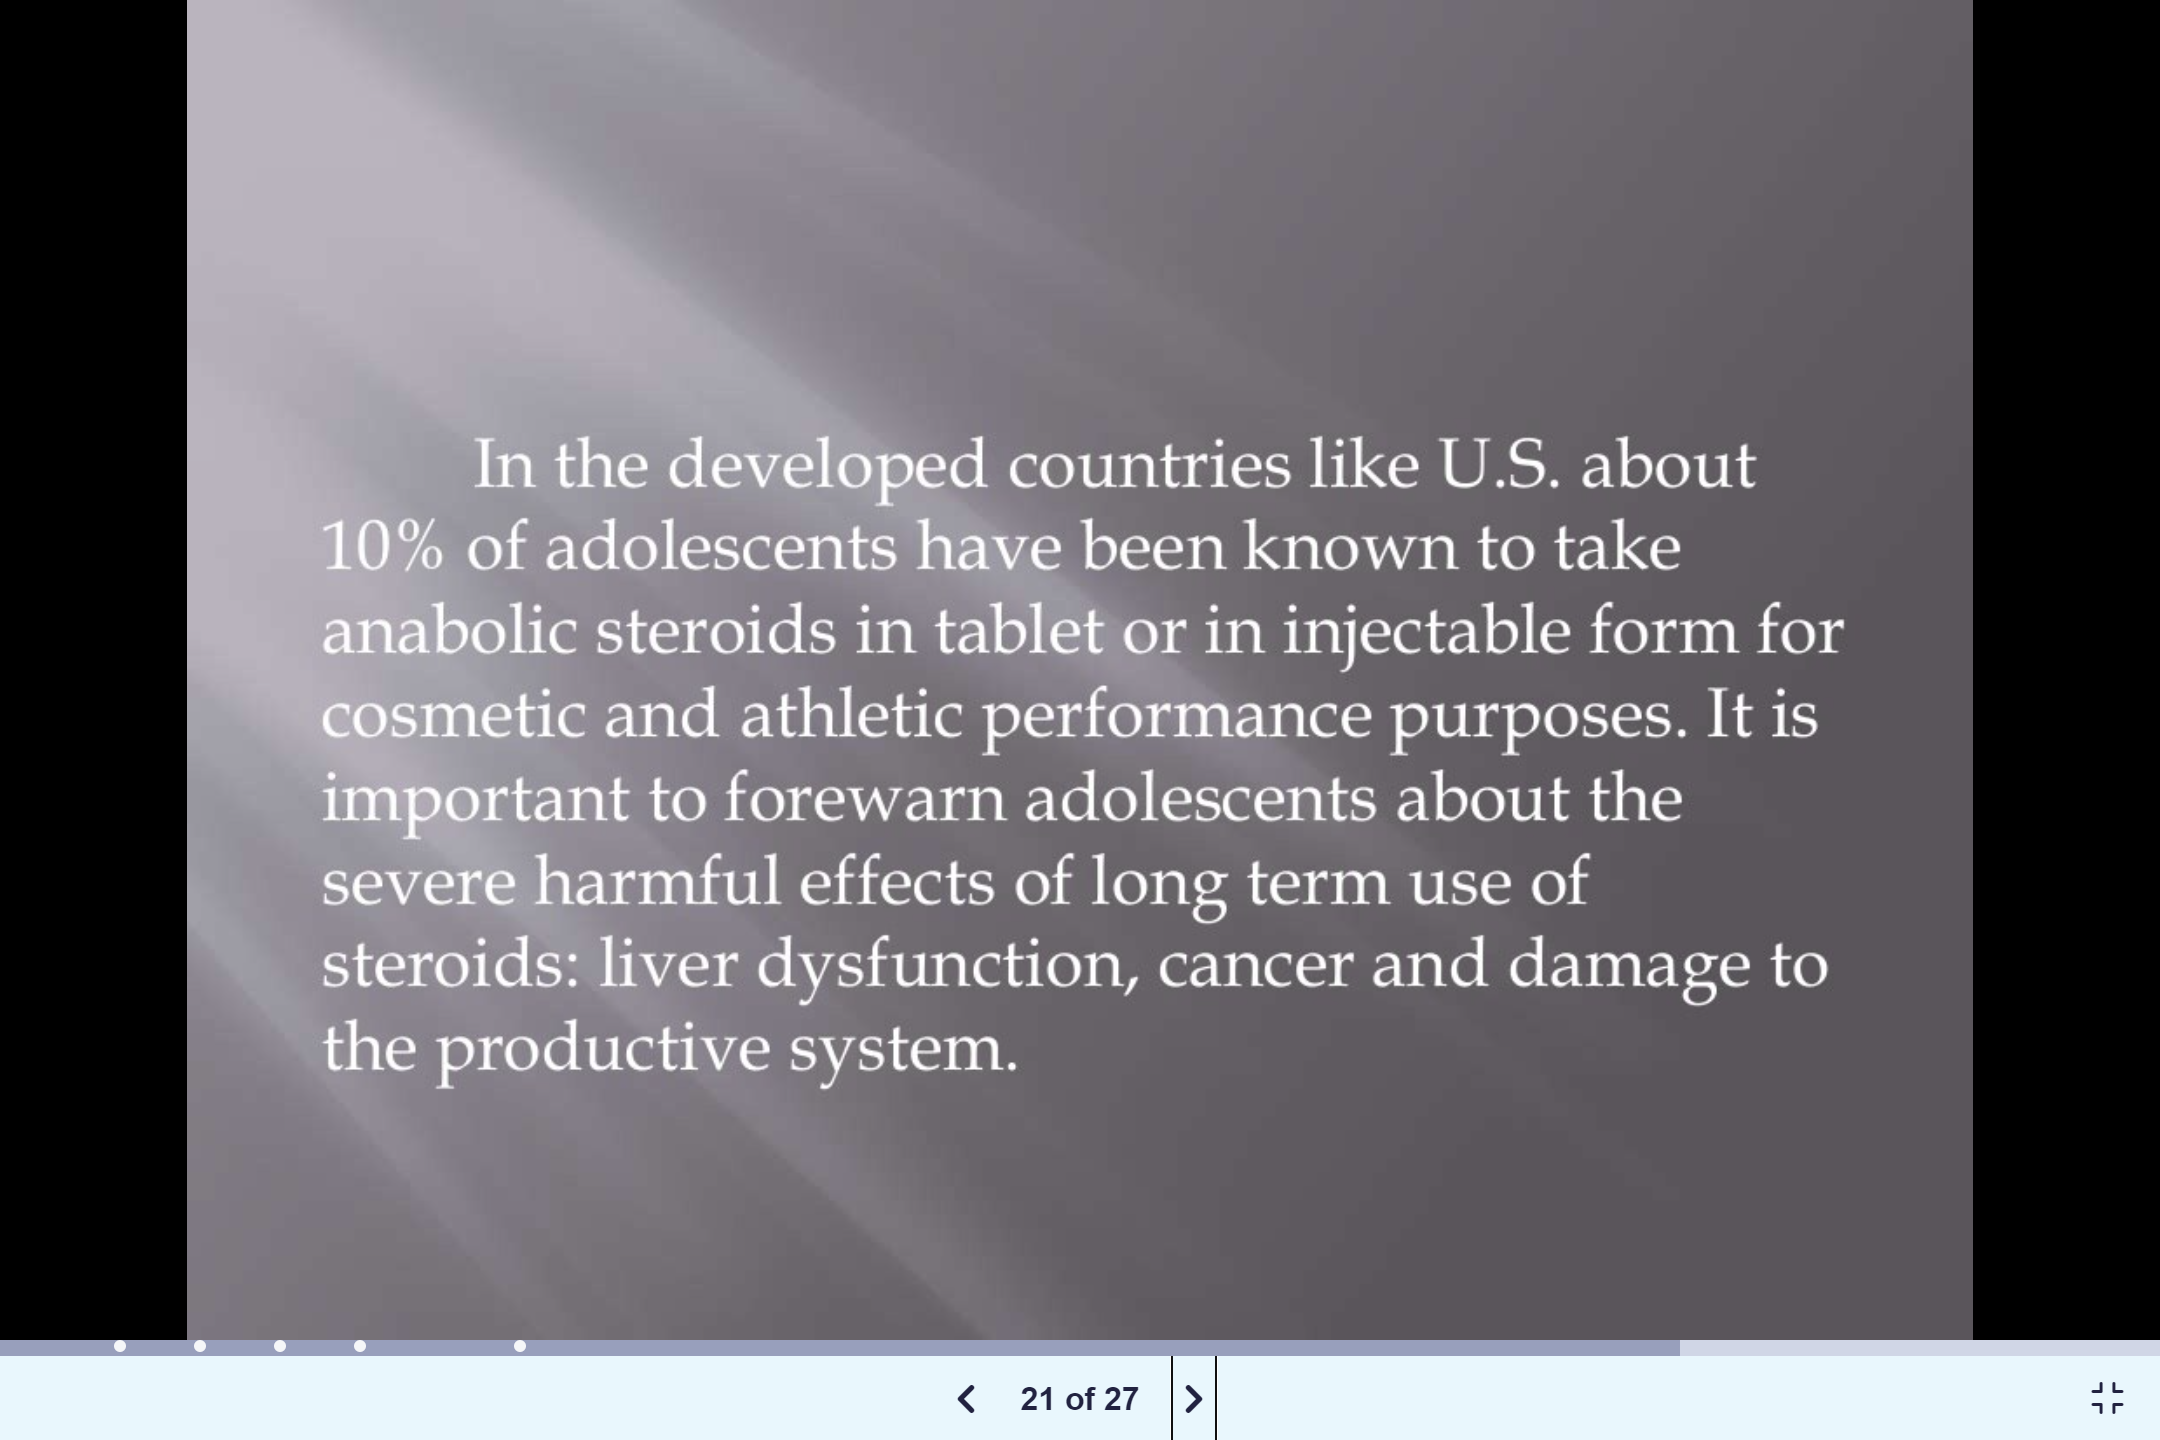 In the developed countries like U.S. about
10% of adolescents have been known to take
anabolic steroids in tablet or in injectable form for
cosmetic and athletic performance purposes. It is
important to forewarn adolescents about the
severe harmful effects of long term use of
steroids: liver dysfunction, cancer and damage to
the productive system.
21 of 27